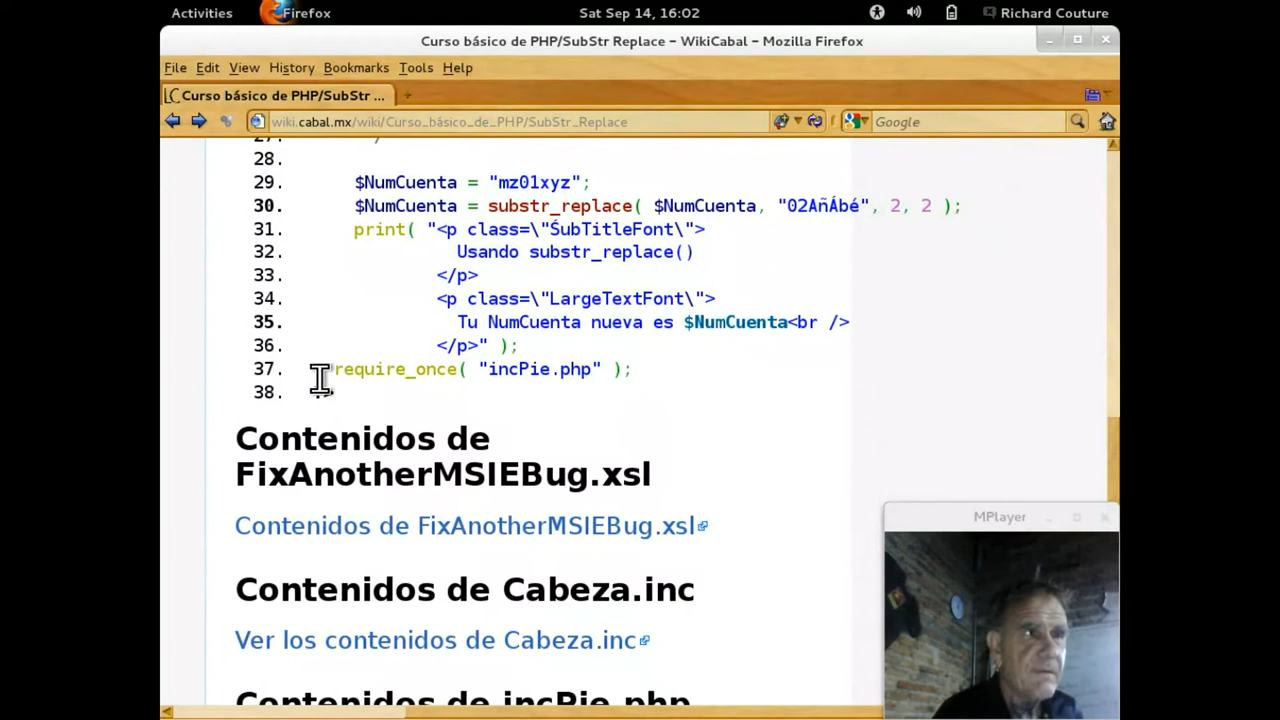 Activities Firefox Sat Sep 14, 16:02 Richard Couture
Curso básico de PHP/SubStr Replace – WikiCabal – Mozilla Firefox
File Edit View History Bookmarks Tools Help
Curso básico de PHP/SubStr ...
wiki.cabal.mx/wiki/Curso_básico_de_PHP/SubStr_Replace Google
28.
29. $NumCuenta = "mz01xyz";
30. $NumCuenta = substr_replace( $NumCuenta, "02AñÁbé", 2, 2 );
31. print( "<p class=\"SubTitleFont\">
32. Usando substr_replace()
33. </p>
34. <p class=\"LargeTextFont\">
35. Tu NumCuenta nueva es $NumCuenta<br />
36. </p>" );
37. require_once( "incPie.php" );
38.
Contenidos de
FixAnotherMSIEBug.xsl
Contenidos de FixAnotherMSIEBug.xsl
MPlayer
Contenidos de Cabeza.inc
Ver los contenidos de Cabeza.inc
Contenidos de incPie.php